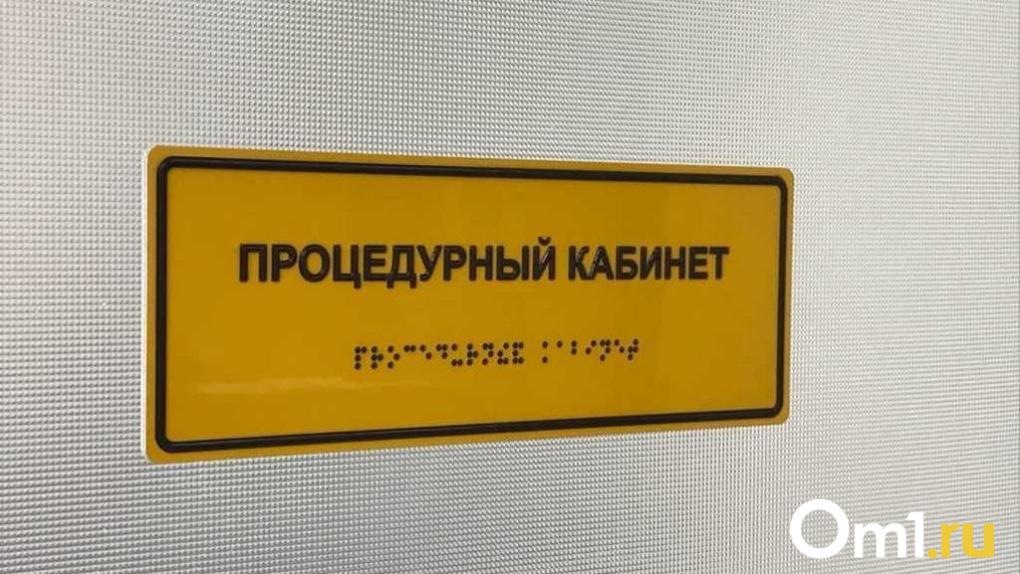 ПРОЦЕДУРНЫЙ КАБИНЕТ
⠏⠗⠕⠉⠑⠙⠥⠗⠝⠮⠯ ⠅⠁⠃⠊⠝⠑⠞
Om1.ru